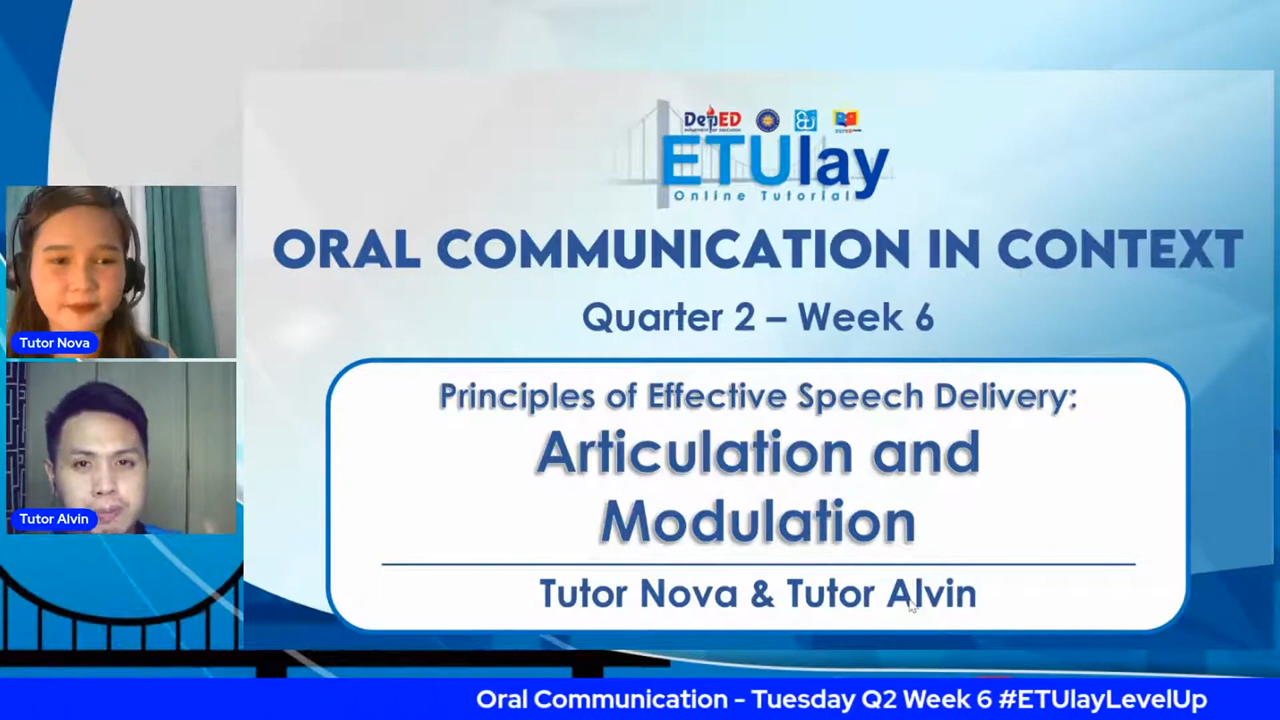 DepED
ETUlay
Online Tutorial
ORAL COMMUNICATION IN CONTEXT
Quarter 2 – Week 6
Principles of Effective Speech Delivery:
Articulation and
Modulation
Tutor Nova & Tutor Alvin
Tutor Nova
Tutor Alvin
Oral Communication - Tuesday Q2 Week 6 #ETUlayLevelUp